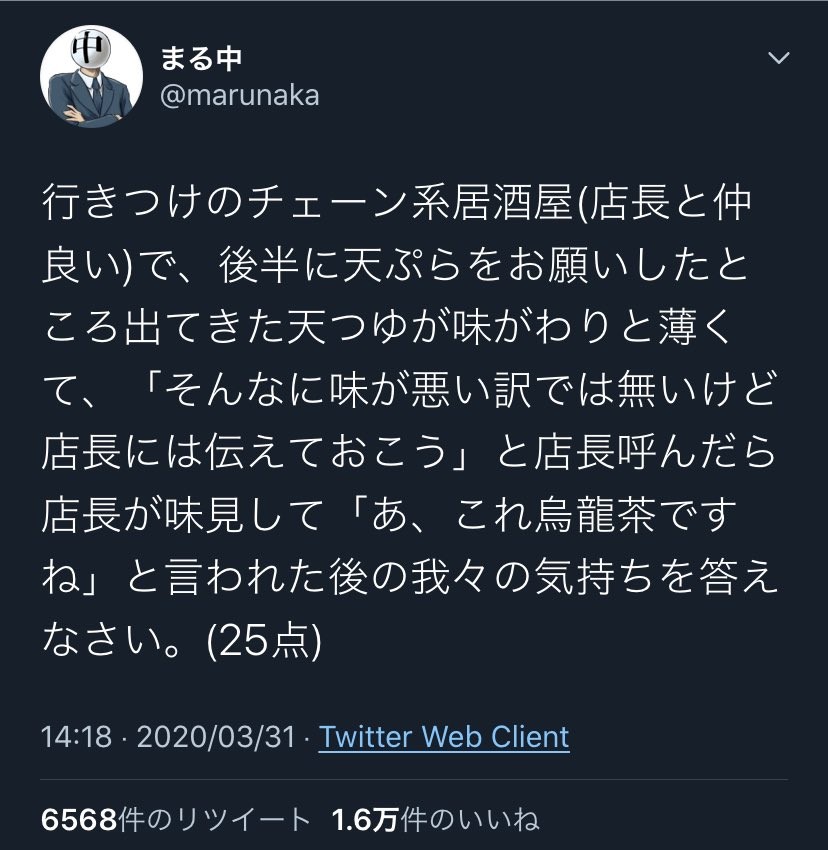 中
まる中
@marunaka
行きつけのチェーン系居酒屋(店長と仲
良い)で、後半に天ぷらをお願いしたと
ころ出てきた天つゆが味がわりと薄く
て、「そんなに味が悪い訳では無いけど
店長には伝えておこう」と店長呼んだら
店長が味見して「あ、これ烏龍茶です
ね」と言われた後の我々の気持ちを答え
なさい。(25点)
14:18 · 2020/03/31 · Twitter Web Client
6568件のリツイート 1.6万件のいいね